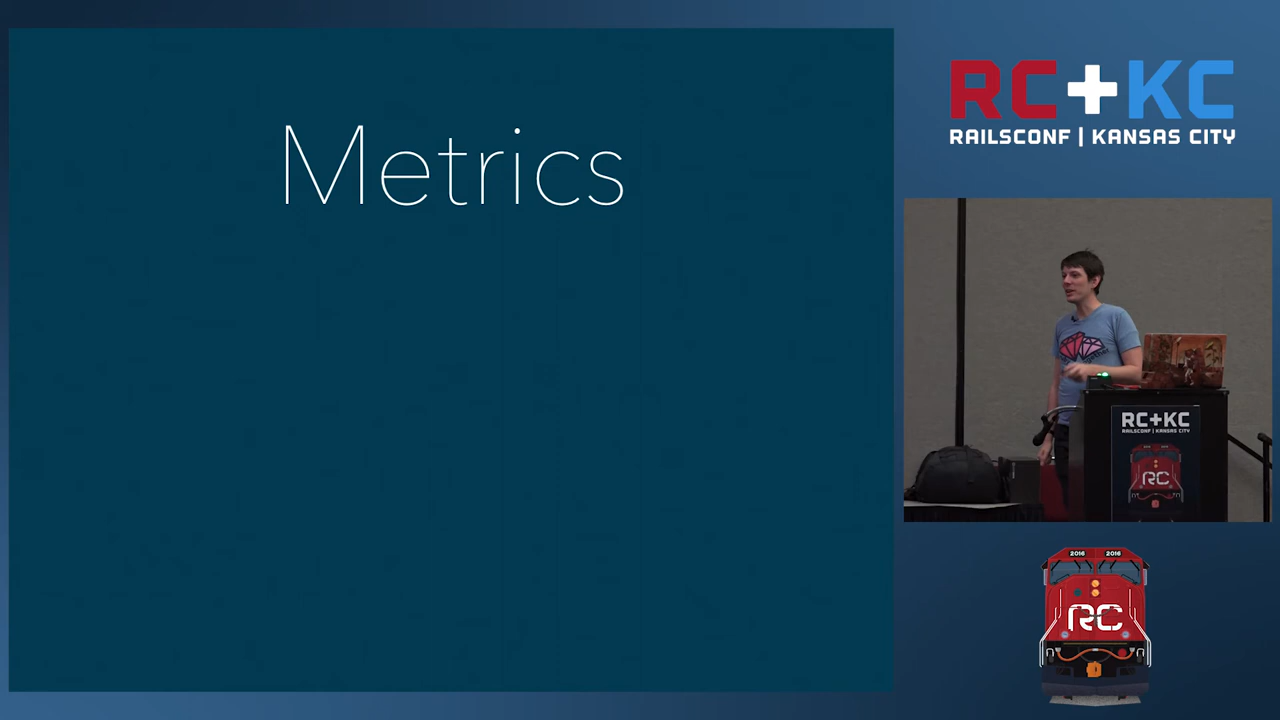 Metrics
RC+KC
RAILSCONF | KANSAS CITY
RC+KC
RAILSCONF | KANSAS CITY
RC
2016 2016
RC